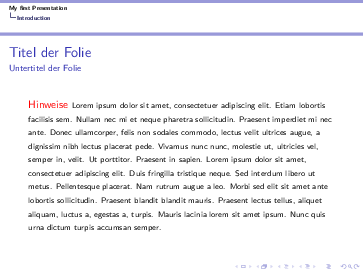 My first Presentation
Introduction
Titel der Folie
Untertitel der Folie
Hinweise Lorem ipsum dolor sit amet, consectetuer adipiscing elit. Etiam lobortis
facilisis sem. Nullam nec mi et neque pharetra sollicitudin. Praesent imperdiet mi nec
ante. Donec ullamcorper, felis non sodales commodo, lectus velit ultrices augue, a
dignissim nibh lectus placerat pede. Vivamus nunc nunc, molestie ut, ultricies vel,
semper in, velit. Ut porttitor. Praesent in sapien. Lorem ipsum dolor sit amet,
consectetuer adipiscing elit. Duis fringilla tristique neque. Sed interdum libero ut
metus. Pellentesque placerat. Nam rutrum augue a leo. Morbi sed elit sit amet ante
lobortis sollicitudin. Praesent blandit blandit mauris. Praesent lectus tellus, aliquet
aliquam, luctus a, egestas a, turpis. Mauris lacinia lorem sit amet ipsum. Nunc quis
urna dictum turpis accumsan semper.